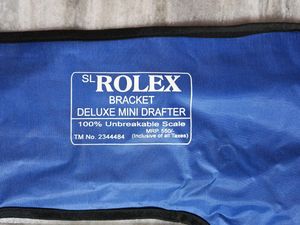 SL ROLEX
BRACKET
DELUXE MINI DRAFTER
100% Unbreakable Scale
MRP 550/-
TM No. 2344484 (Inclusive of all Taxes)